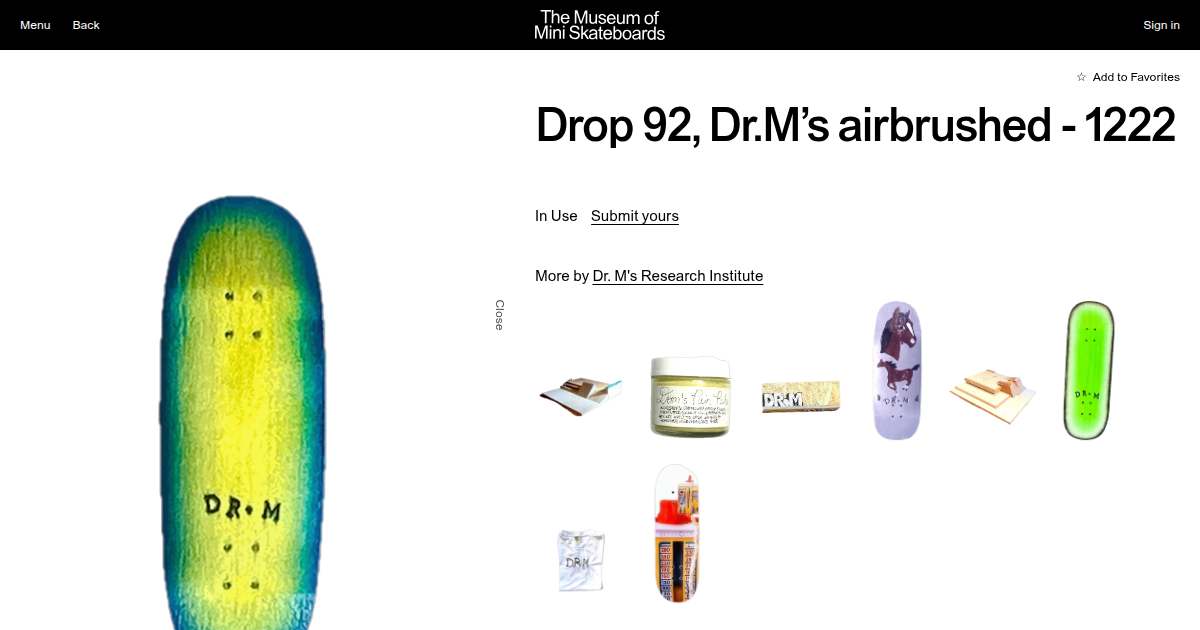 Menu
Back
The Museum of
Mini Skateboards
Sign in
☆ Add to Favorites
Drop 92, Dr.M’s airbrushed - 1222
In Use Submit yours
More by Dr. M's Research Institute
Close
DR•M
DR•M
DR•M
DR•M
DRM